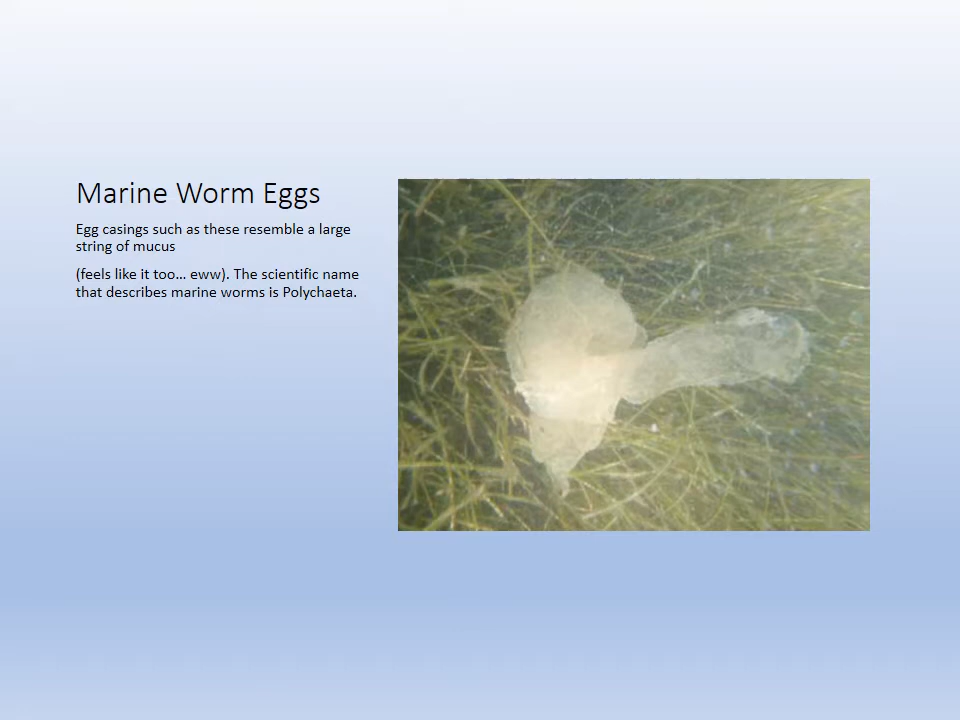 Marine Worm Eggs
Egg casings such as these resemble a large
string of mucus
(feels like it too… eww). The scientific name
that describes marine worms is Polychaeta.